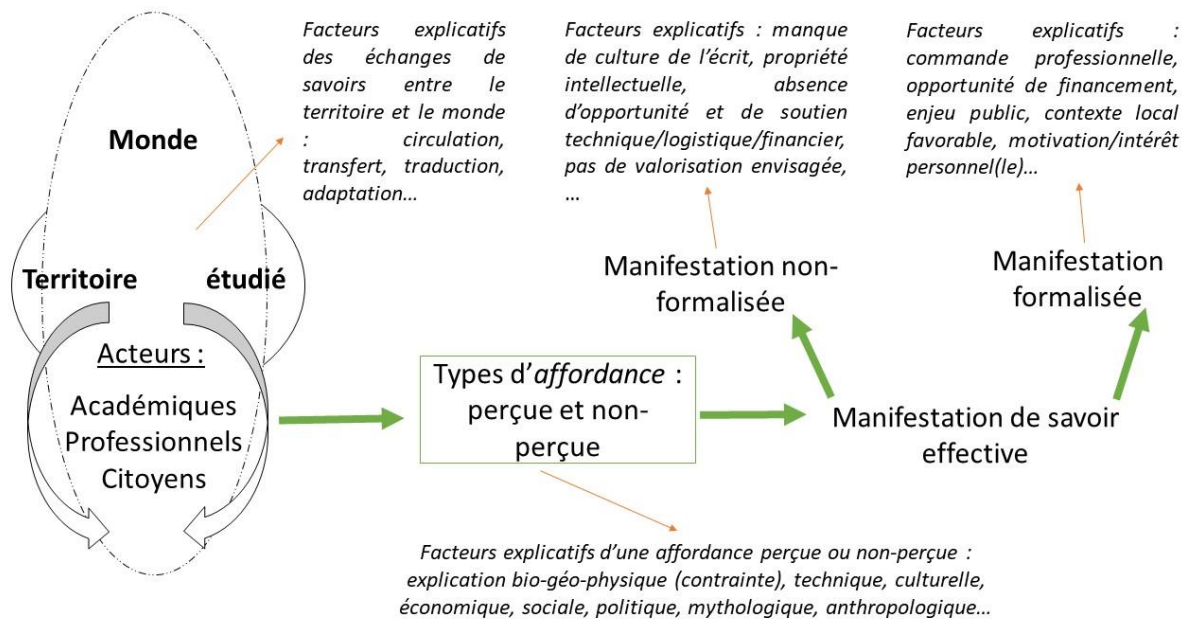 Facteurs explicatifs
des échanges de
savoirs entre le
territoire et le monde
: circulation,
transfert, traduction,
adaptation…
Facteurs explicatifs : manque
de culture de l’écrit, propriété
intellectuelle, absence
d’opportunité et de soutien
technique/logistique/financier,
pas de valorisation envisagée,
…
Facteurs explicatifs :
commande professionnelle,
opportunité de financement,
enjeu public, contexte local
favorable, motivation/intérêt
personnel(le)…
Monde
Territoire étudié
Acteurs :
Académiques
Professionnels
Citoyens
Types d’affordance :
perçue et non-
perçue
Manifestation non-
formalisée
Manifestation
formalisée
Manifestation de savoir
effective
Facteurs explicatifs d’une affordance perçue ou non-perçue :
explication bio-géo-physique (contrainte), technique, culturelle,
économique, sociale, politique, mythologique, anthropologique…